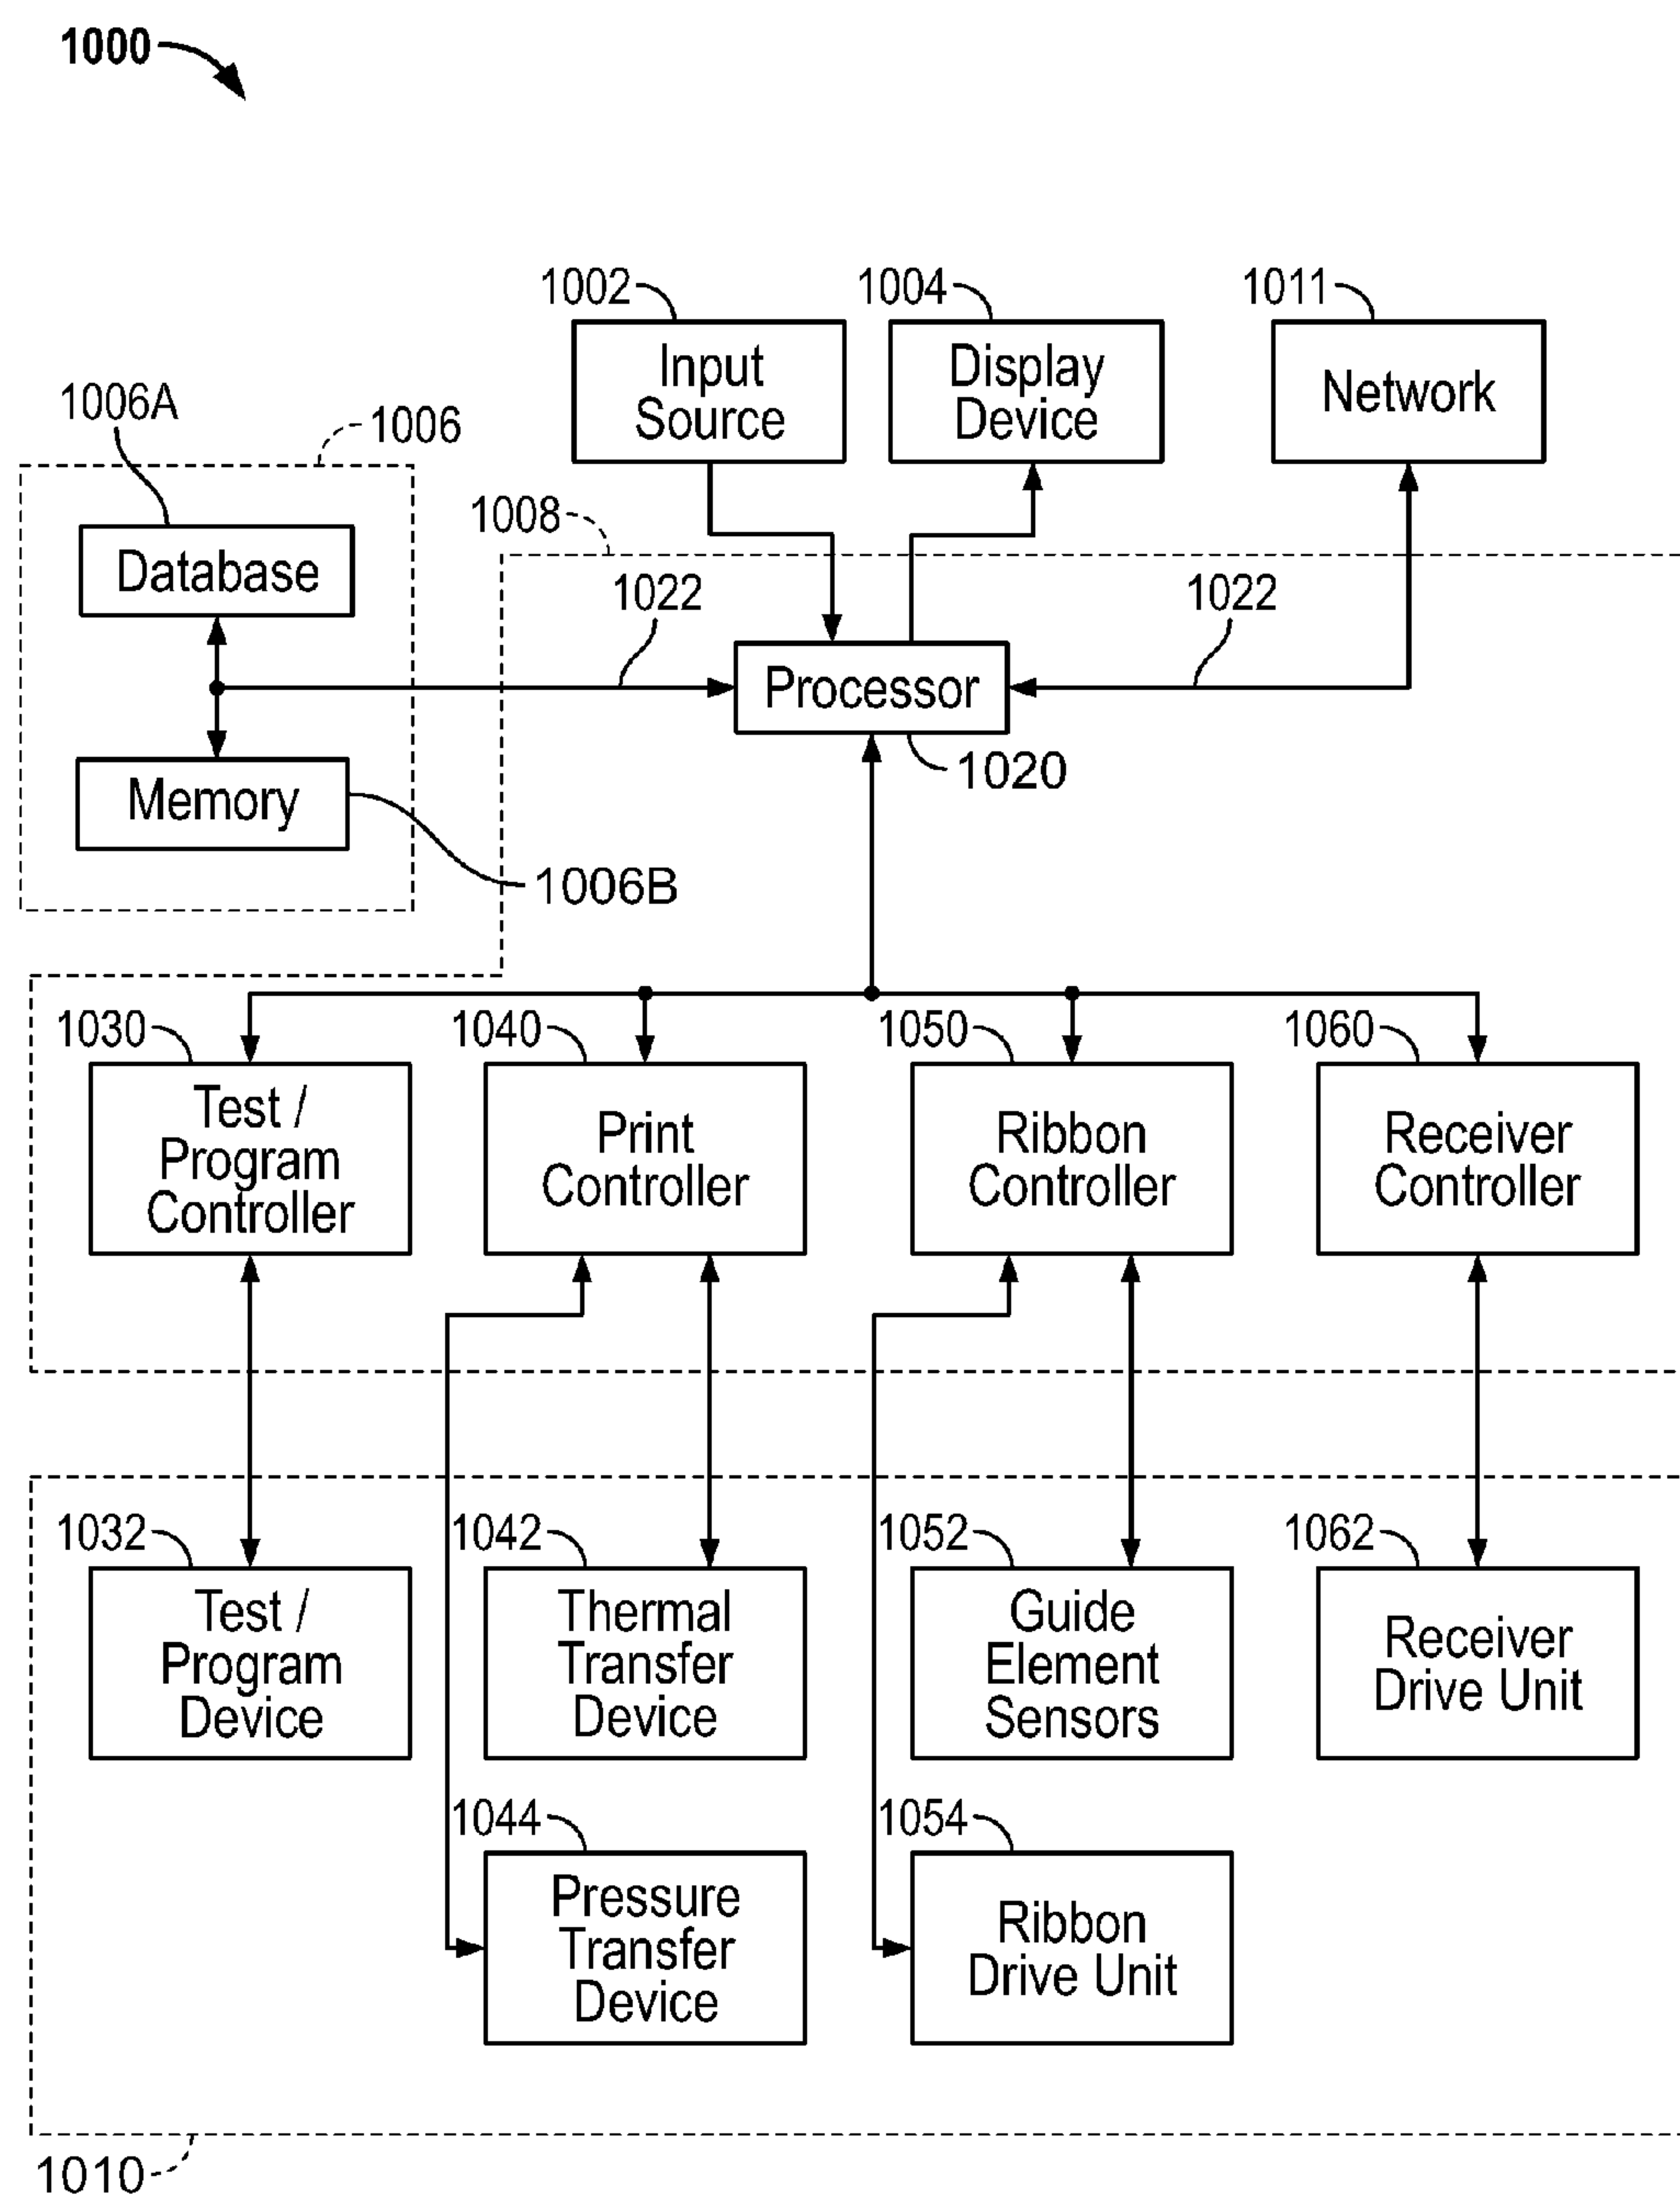 1000
1002
1004
1011
Input
Source
Display
Device
Network
1006A
1006
1008
Database
1022
1022
Processor
1020
Memory
1006B
1030
1040
1050
1060
Test /
Program
Controller
Print
Controller
Ribbon
Controller
Receiver
Controller
1032
1042
1052
1062
Test /
Program
Device
Thermal
Transfer
Device
Guide
Element
Sensors
Receiver
Drive Unit
1044
1054
Pressure
Transfer
Device
Ribbon
Drive Unit
1010